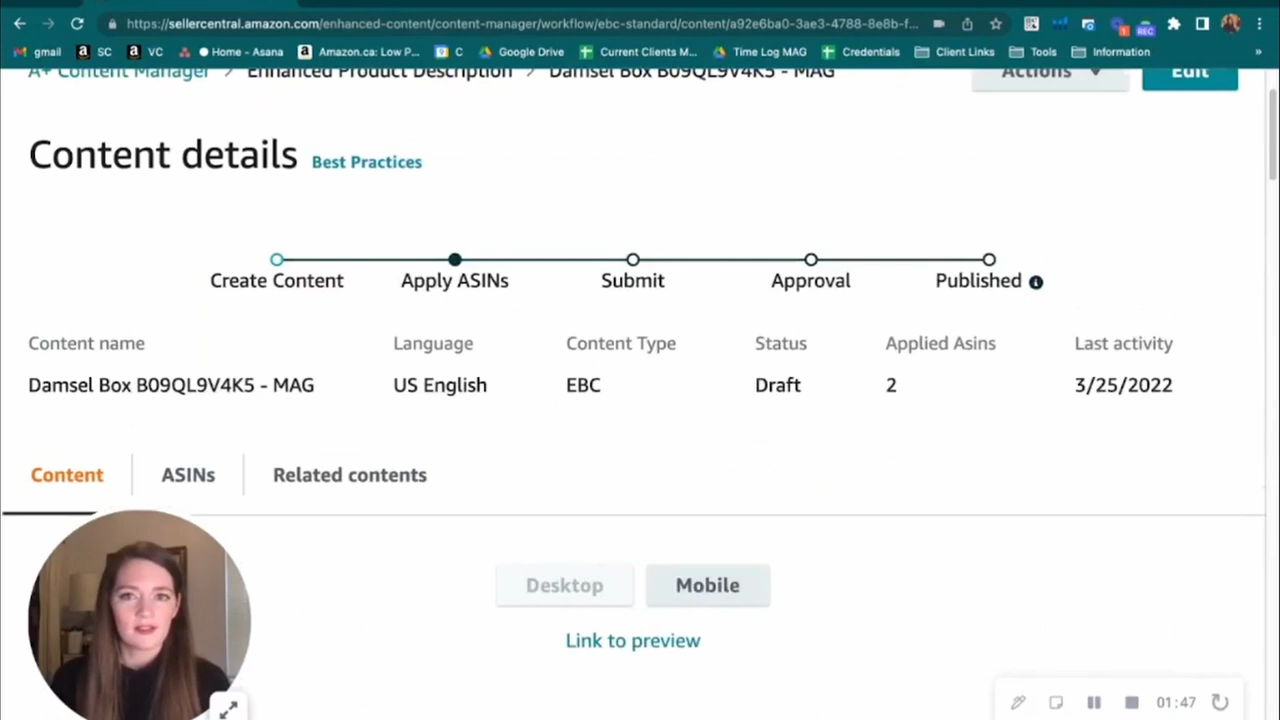 https://sellercentral.amazon.com/enhanced-content/content-manager/workflow/ebc-standard/content/a92e6ba0-3ae3-4788-8e8b-f...
REC
gmail SC VC Home - Asana Amazon.ca: Low P... C Google Drive Current Clients M... Time Log MAG Credentials Client Links Tools Information »
A+ Content Manager > Enhanced Product Description > Damsel Box B09QL9V4K5 - MAG Actions Edit
Content details Best Practices
Create Content Apply ASINs Submit Approval Published
Content name Language Content Type Status Applied Asins Last activity
Damsel Box B09QL9V4K5 - MAG US English EBC Draft 2 3/25/2022
Content ASINs Related contents
Desktop Mobile
Link to preview
01:47